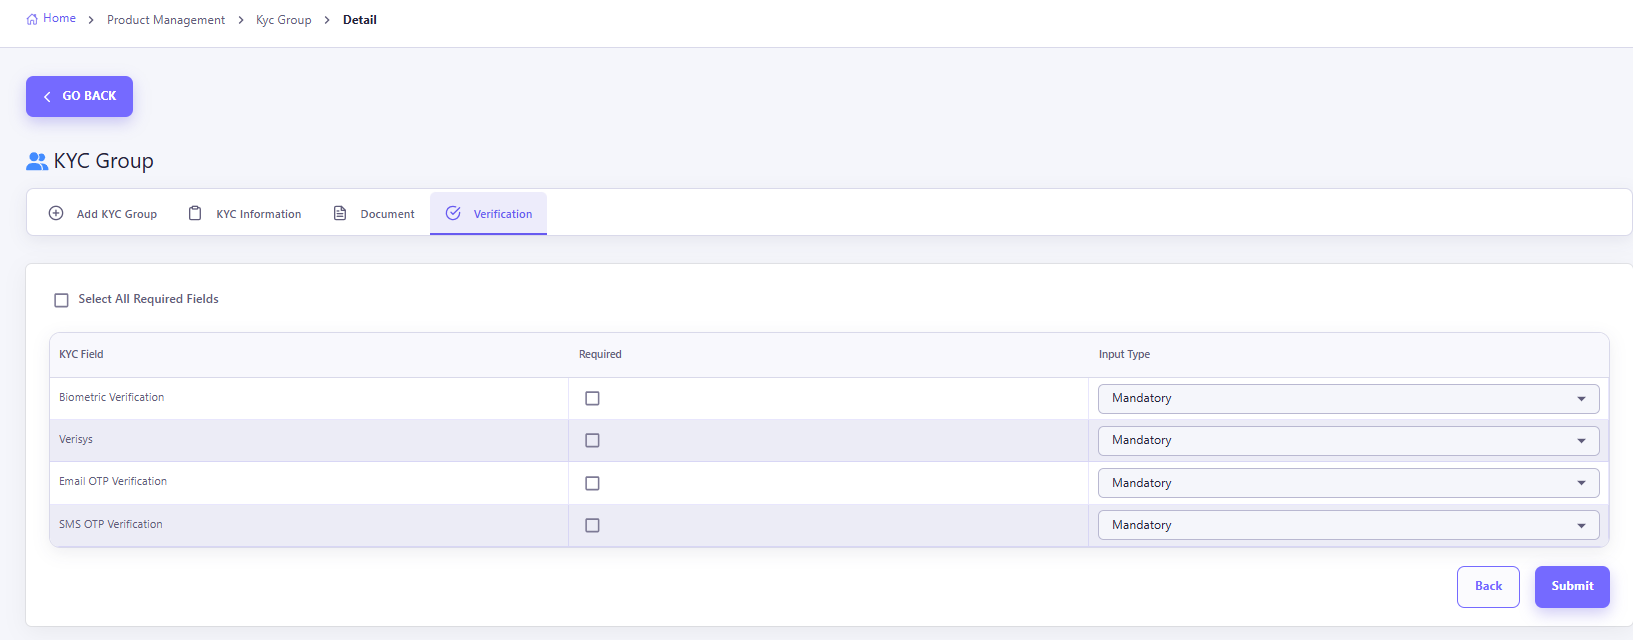 Home > Product Management > Kyc Group > Detail
GO BACK
KYC Group
Add KYC Group KYC Information Document Verification
Select All Required Fields
KYC Field Required Input Type
Biometric Verification Mandatory
Verisys Mandatory
Email OTP Verification Mandatory
SMS OTP Verification Mandatory
Back Submit